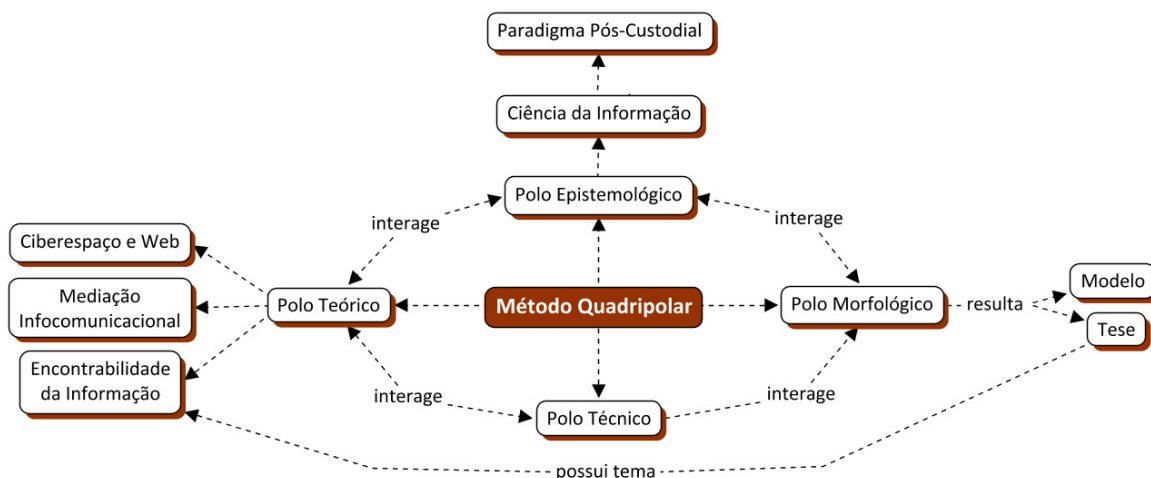 Paradigma Pós-Custodial
Ciência da Informação
Polo Epistemológico
interage
interage
Ciberespaço e Web
Mediação
Infocomunicacional
Encontrabilidade
da Informação
Polo Teórico
Método Quadripolar
Polo Morfológico
resulta
Modelo
Tese
interage
Polo Técnico
interage
possui tema